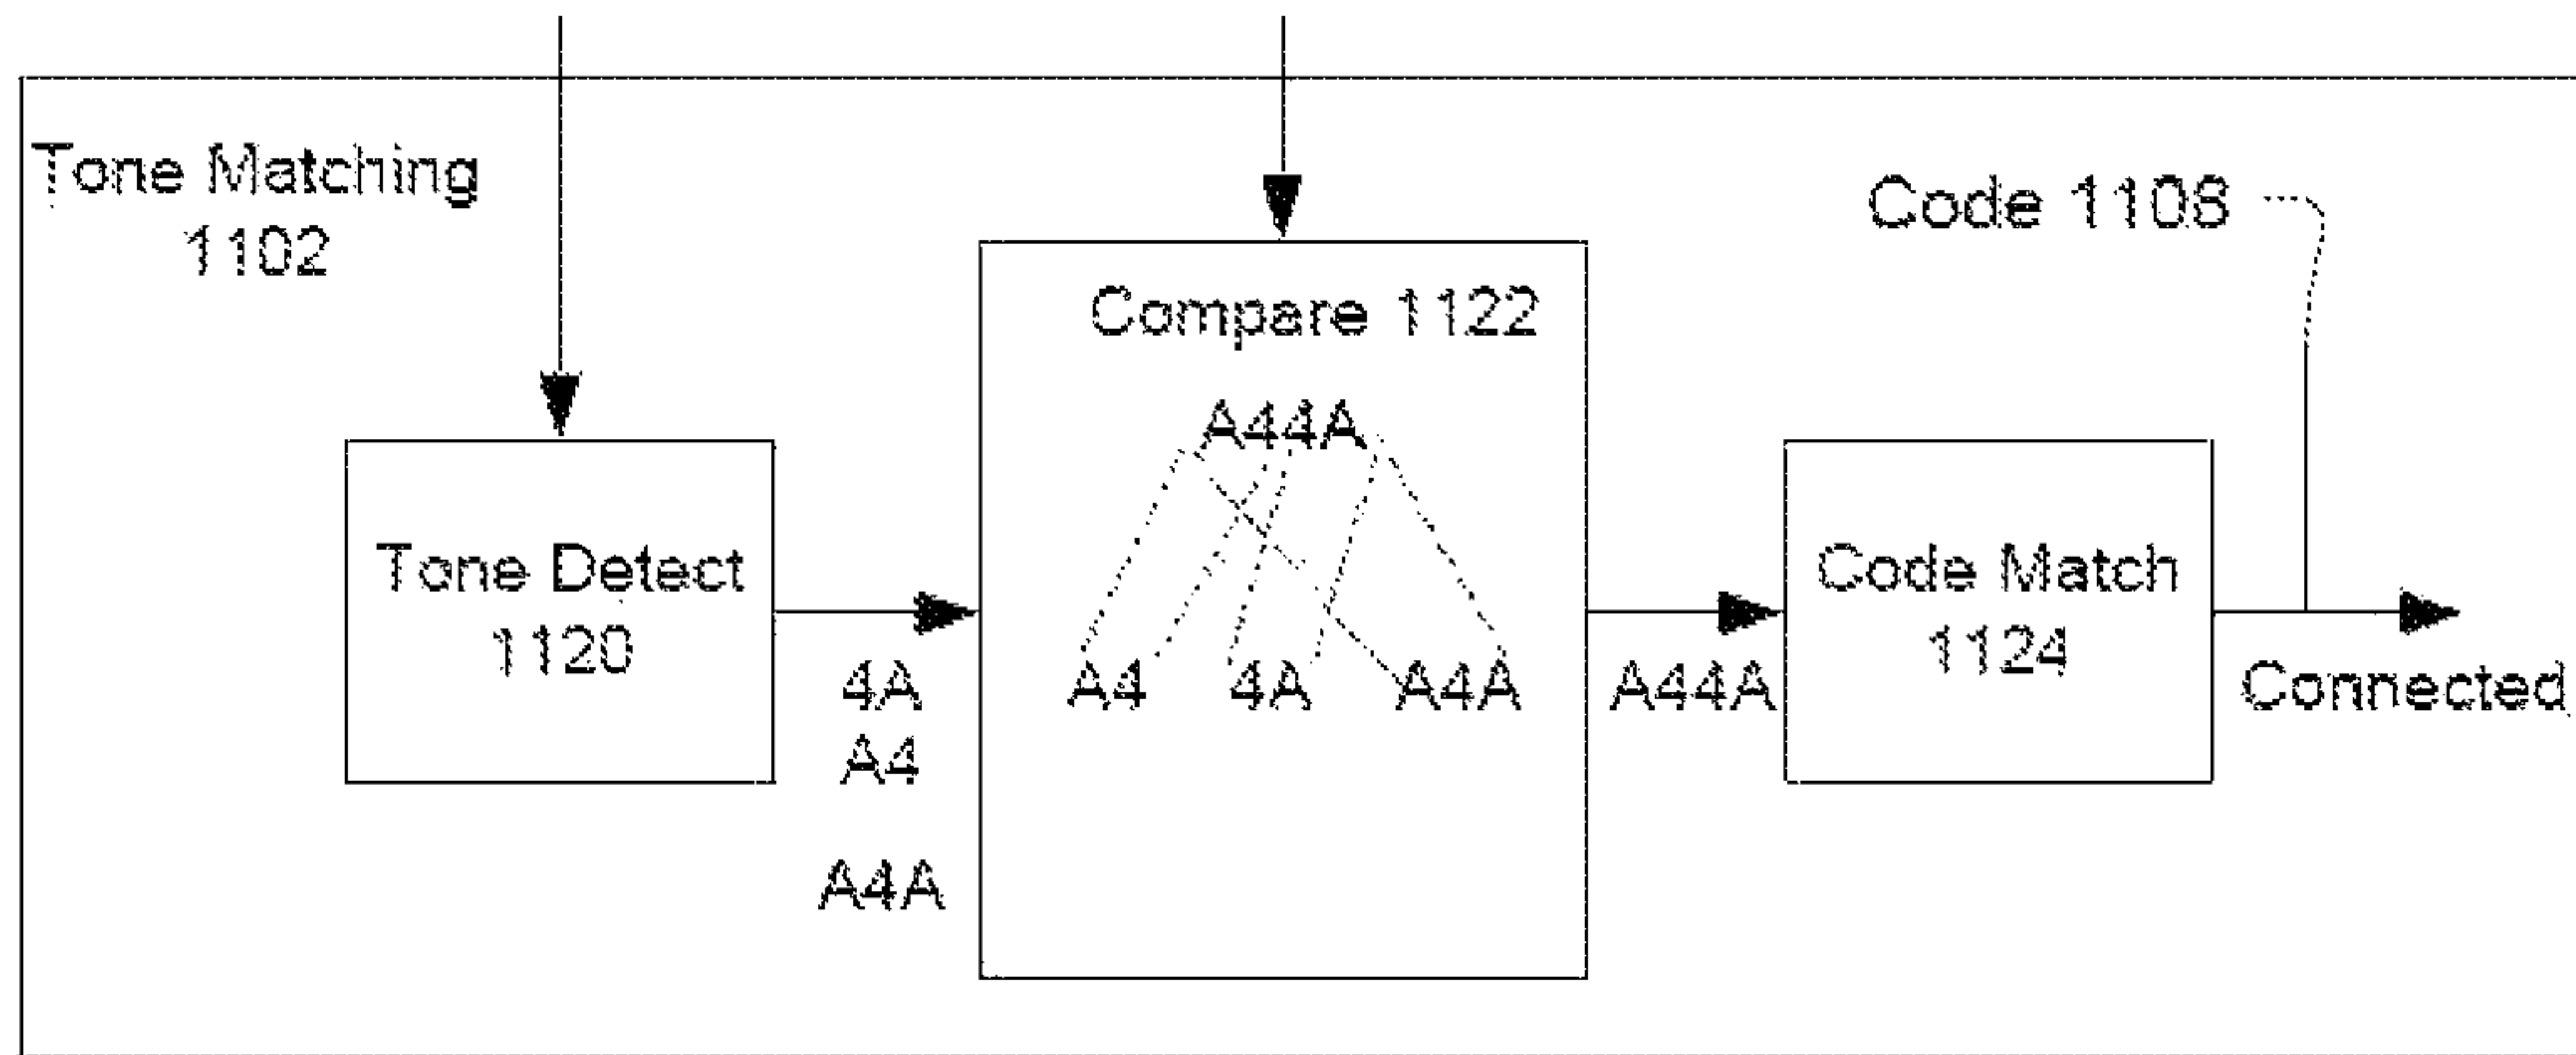 Tone Matching
1102
Code 1108
Compare 1122
A44A
Tone Detect
1120
Code Match
1124
4A
A4
A4A
A4 4A A4A
A44A
Connected